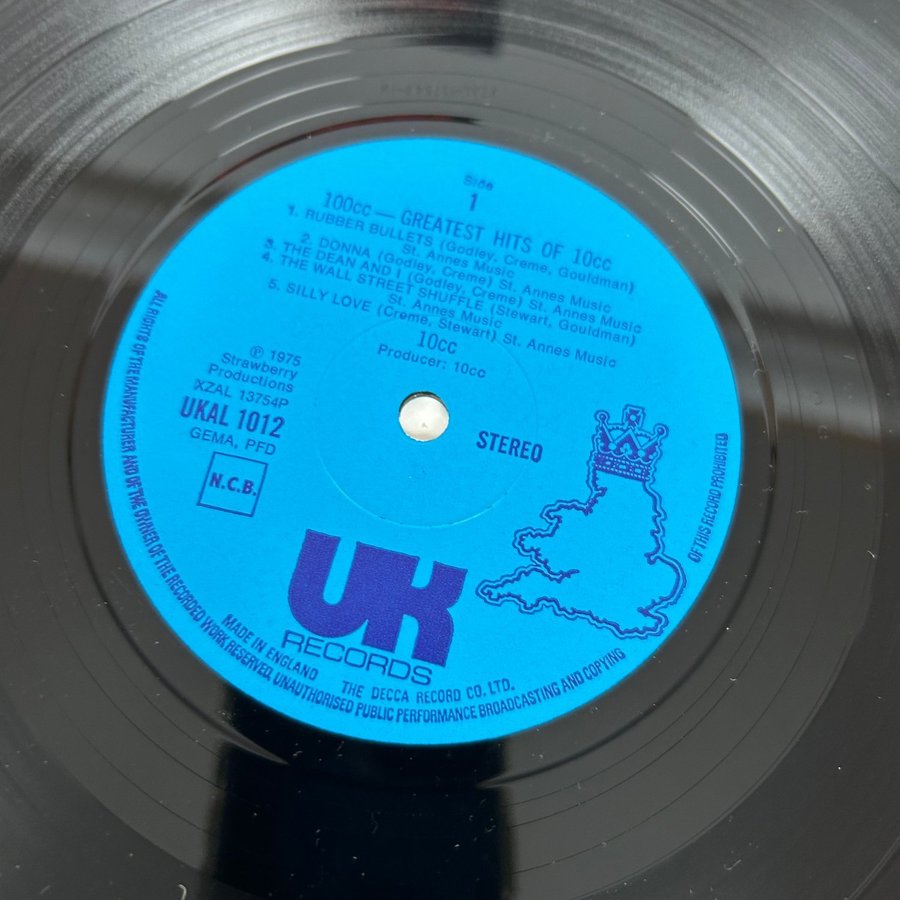 Side
1
100cc — GREATEST HITS OF 10cc
1. RUBBER BULLETS (Godley, Creme, Gouldman)
St. Annes Music
2. DONNA (Godley, Creme) St. Annes Music
3. THE DEAN AND I (Godley, Creme) St. Annes Music
4. THE WALL STREET SHUFFLE (Stewart, Gouldman)
St. Annes Music
5. SILLY LOVE (Creme, Stewart) St. Annes Music
10cc
Producer: 10cc
℗ 1975
Strawberry
Productions
XZAL 13754P
UKAL 1012
GEMA, PFD
N.C.B.
STEREO
UK
RECORDS
MADE IN ENGLAND THE DECCA RECORD CO. LTD.
ALL RIGHTS OF THE MANUFACTURER AND OF THE OWNER OF THE RECORDED WORK RESERVED. UNAUTHORISED PUBLIC PERFORMANCE BROADCASTING AND COPYING OF THIS RECORD PROHIBITED